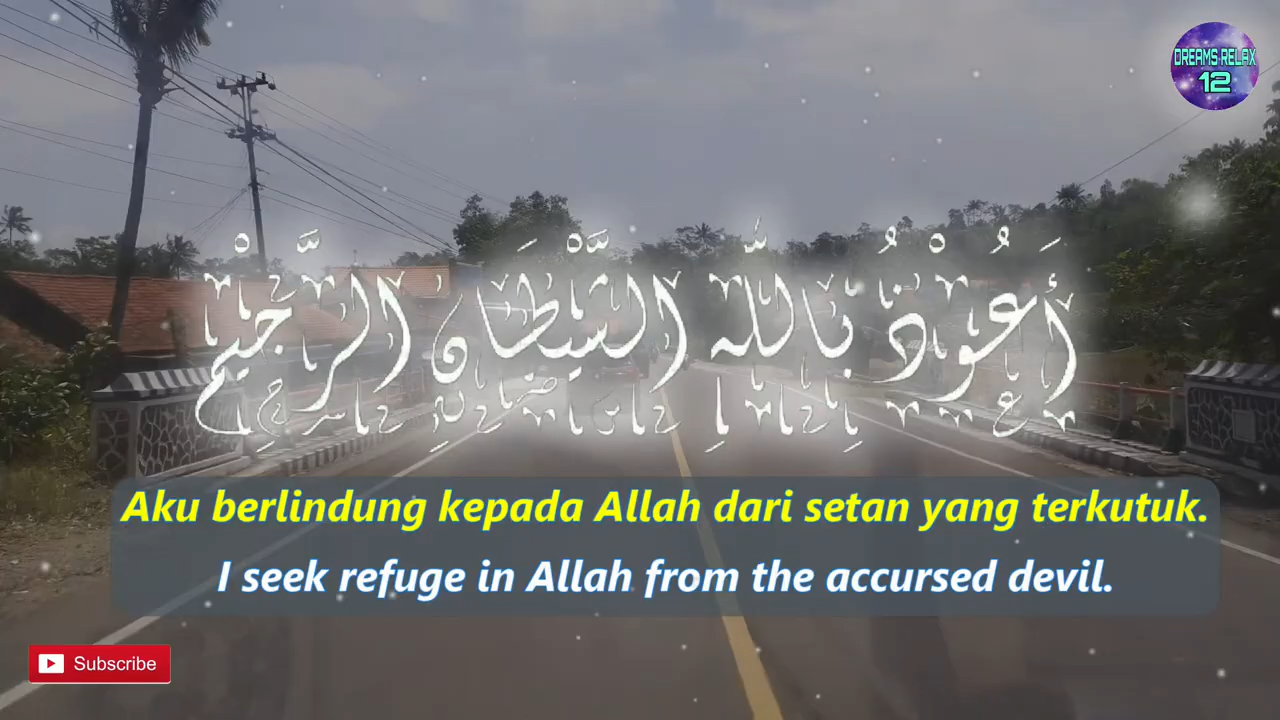 DREAMS RELAX
12
أَعُوْذُ بِاللَّهِ الشَّيْطَانِ الرَّجِيْمِ
Aku berlindung kepada Allah dari setan yang terkutuk.
I seek refuge in Allah from the accursed devil.
Subscribe